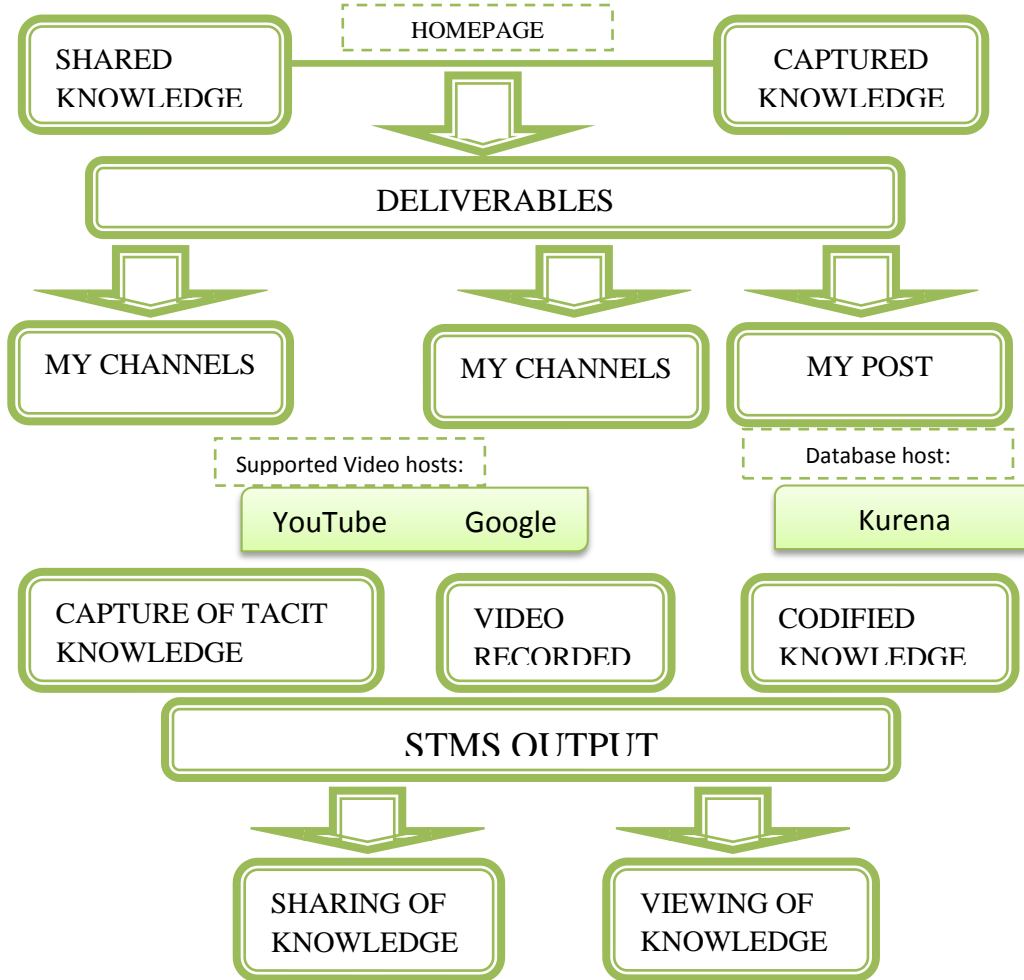 HOMEPAGE
SHARED
KNOWLEDGE
CAPTURED
KNOWLEDGE
DELIVERABLES
MY CHANNELS
MY CHANNELS
MY POST
Supported Video hosts:
Database host:
YouTube Google
Kurena
CAPTURE OF TACIT
KNOWLEDGE
VIDEO
RECORDED
CODIFIED
KNOWLEDGE
STMS OUTPUT
SHARING OF
KNOWLEDGE
VIEWING OF
KNOWLEDGE